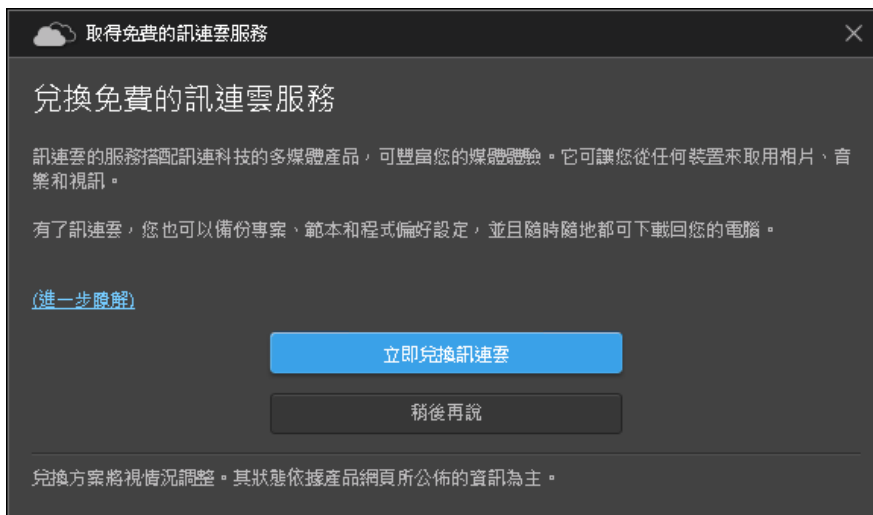 取得免費的訊連雲服務
兌換免費的訊連雲服務
訊連雲的服務搭配訊連科技的多媒體產品，可豐富您的媒體體驗。它可讓您從任何裝置來取用相片、音
樂和視訊。
有了訊連雲，您也可以備份專案、範本和程式偏好設定，並且隨時隨地都可下載回您的電腦。
(進一步瞭解)
立即兌換訊連雲
稍後再說
兌換方案將視情況調整。其狀態依據產品網頁所公佈的資訊為主。